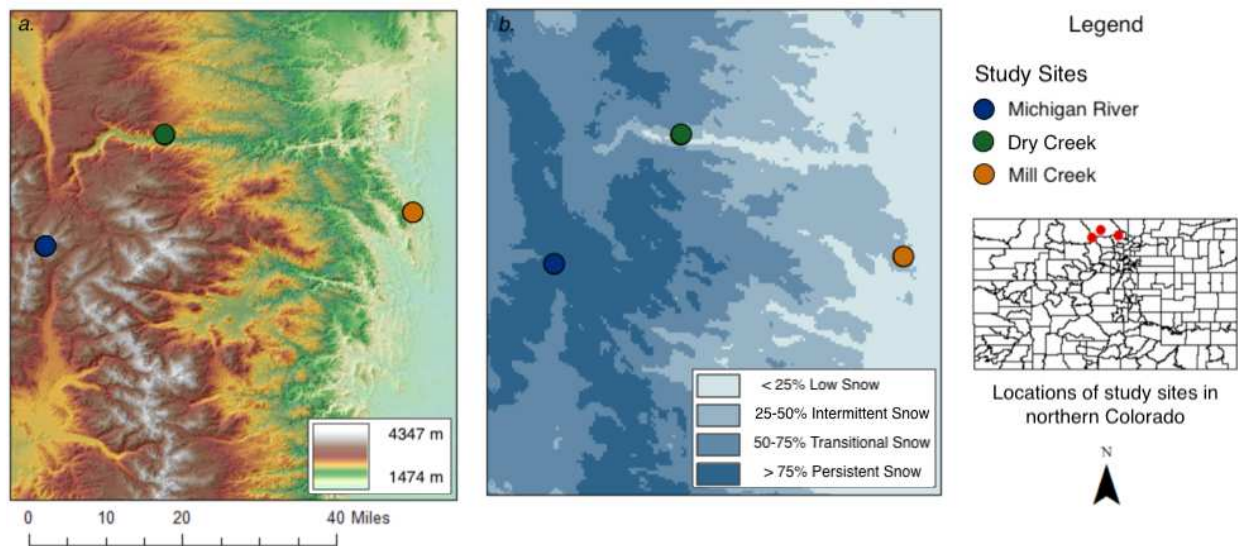 a.
4347 m
1474 m
0 10 20 40 Miles
b.
< 25% Low Snow
25-50% Intermittent Snow
50-75% Transitional Snow
> 75% Persistent Snow
Legend
Study Sites
Michigan River
Dry Creek
Mill Creek
Locations of study sites in
northern Colorado
N